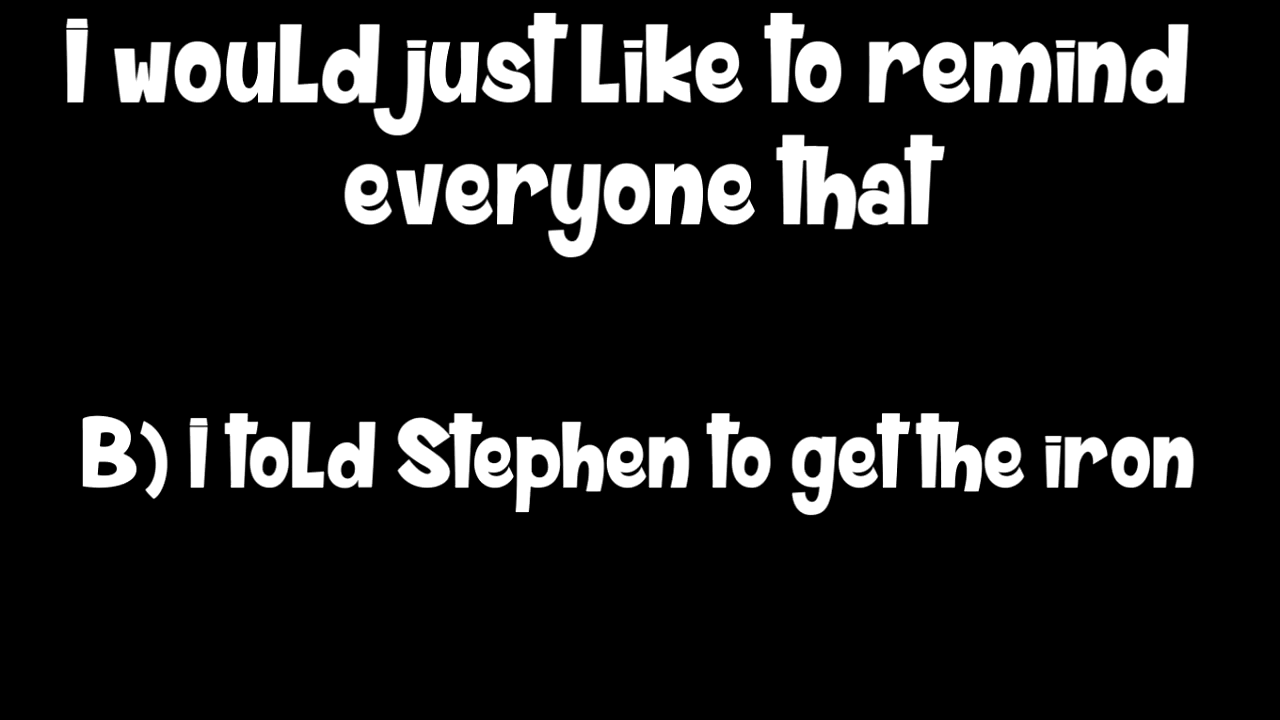 I would just like to remind
everyone that
B) I told Stephen to get the iron